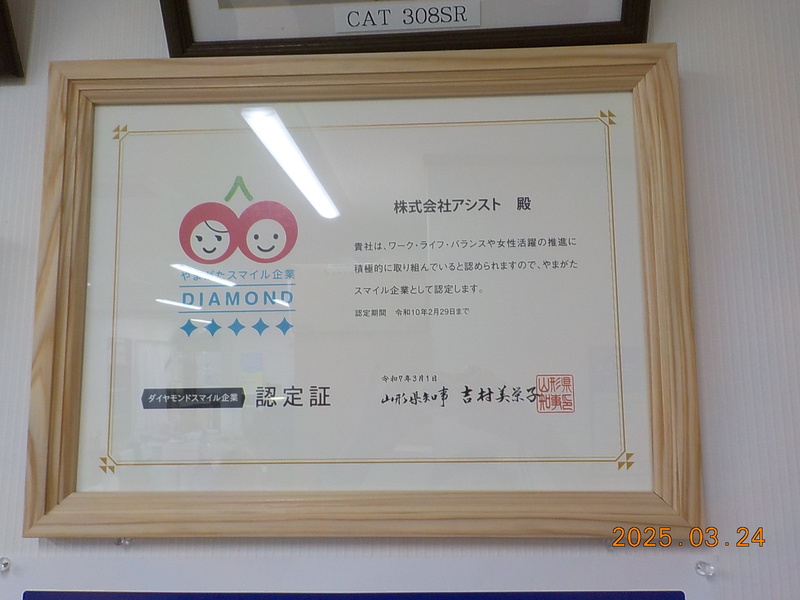 CAT 308SR
株式会社アシスト 殿
貴社は、ワーク・ライフ・バランスや女性活躍の推進に
積極的に取り組んでいると認められますので、やまがた
スマイル企業として認定します。
認定期間 令和10年2月29日まで
やまがたスマイル企業
DIAMOND
ダイヤモンドスマイル企業
認定証
令和7年3月1日
山形県知事 吉村美栄子
山形県
知事之印
2025.03.24